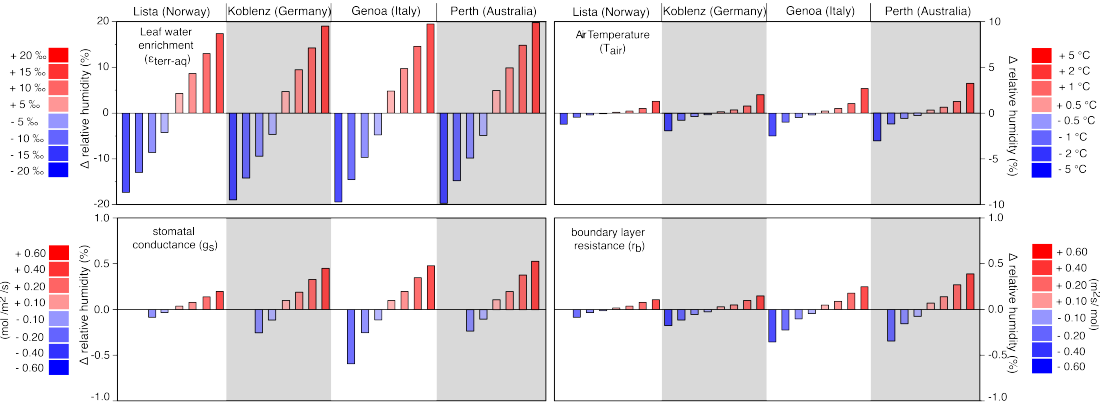 Lista (Norway) Koblenz (Germany) Genoa (Italy) Perth (Australia)
Lista (Norway) Koblenz (Germany) Genoa (Italy) Perth (Australia)
20
10
0
-10
-20
Δ relative humidity (%)
Leaf water
enrichment
(εterr-aq)
+ 20 ‰
+ 15 ‰
+ 10 ‰
+ 5 ‰
- 5 ‰
- 10 ‰
- 15 ‰
- 20 ‰
Air Temperature
(Tair)
10
5
0
-5
-10
Δ relative humidity (%)
+ 5 °C
+ 2 °C
+ 1 °C
+ 0.5 °C
- 0.5 °C
- 1 °C
- 2 °C
- 5 °C
1.0
0.5
0.0
-0.5
-1.0
Δ relative humidity (%)
stomatal
conductance (gs)
+ 0.60
+ 0.40
+ 0.20
+ 0.10
- 0.10
- 0.20
- 0.40
- 0.60
(mol /m² /s)
boundary layer
resistance (rb)
1.0
0.5
0.0
-0.5
-1.0
Δ relative humidity (%)
+ 0.60
+ 0.40
+ 0.20
+ 0.10
- 0.10
- 0.20
- 0.40
- 0.60
(m²s/ mol)